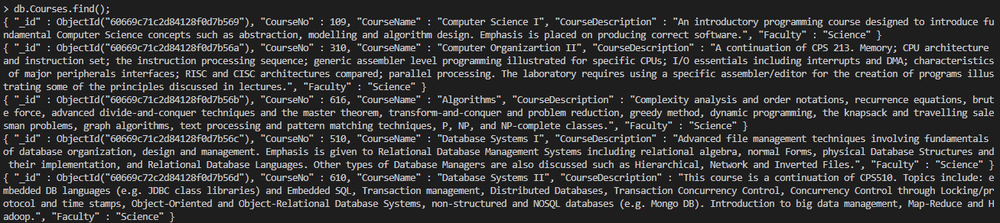 > db.Courses.find();
{ "_id" : ObjectId("60669c71c2d84128f0d7b569"), "CourseNo" : 109, "CourseName" : "Computer Science I", "CourseDescription" : "An introductory programming course designed to introduce fu
ndamental Computer Science concepts such as abstraction, modelling and algorithm design. Emphasis is placed on producing correct software.", "Faculty" : "Science" }
{ "_id" : ObjectId("60669c71c2d84128f0d7b56a"), "CourseNo" : 310, "CourseName" : "Computer Organizartion II", "CourseDescription" : "A continuation of CPS 213. Memory; CPU architecture
and instruction set; the instruction processing sequence; generic assembler level programming illustrated for specific CPUs; I/O essentials including interrupts and DMA; characteristics
 of major peripherals interfaces; RISC and CISC architectures compared; parallel processing. The laboratory requires using a specific assembler/editor for the creation of programs illus
trating some of the principles discussed in lectures.", "Faculty" : "Science" }
{ "_id" : ObjectId("60669c71c2d84128f0d7b56b"), "CourseNo" : 616, "CourseName" : "Algorithms", "CourseDescription" : "Complexity analysis and order notations, recurrence equations, brut
e force, advanced divide-and-conquer techniques and the master theorem, transform-and-conquer and problem reduction, greedy method, dynamic programming, the knapsack and travelling sale
sman problems, graph algorithms, text processing and pattern matching techniques, P, NP, and NP-complete classes.", "Faculty" : "Science" }
{ "_id" : ObjectId("60669c71c2d84128f0d7b56c"), "CourseNo" : 510, "CourseName" : "Database Systems I", "CourseDescription" : "Advanced file management techniques involving fundamentals
of database organization, design and management. Emphasis is given to Relational Database Management Systems including relational algebra, normal Forms, physical Database Structures and
 their implementation, and Relational Database Languages. Other types of Database Managers are also discussed such as Hierarchical, Network and Inverted Files.", "Faculty" : "Science" }
{ "_id" : ObjectId("60669c71c2d84128f0d7b56d"), "CourseNo" : 610, "CourseName" : "Database Systems II", "CourseDescription" : "This course is a continuation of CPS510. Topics include: e
mbedded DB languages (e.g. JDBC class libraries) and Embedded SQL, Transaction management, Distributed Databases, Transaction Concurrency Control, Concurrency Control through Locking/pr
otocol and time stamps, Object-Oriented and Object-Relational Database Systems, non-structured and NOSQL databases (e.g. Mongo DB). Introduction to big data management, Map-Reduce and H
adoop.", "Faculty" : "Science" }